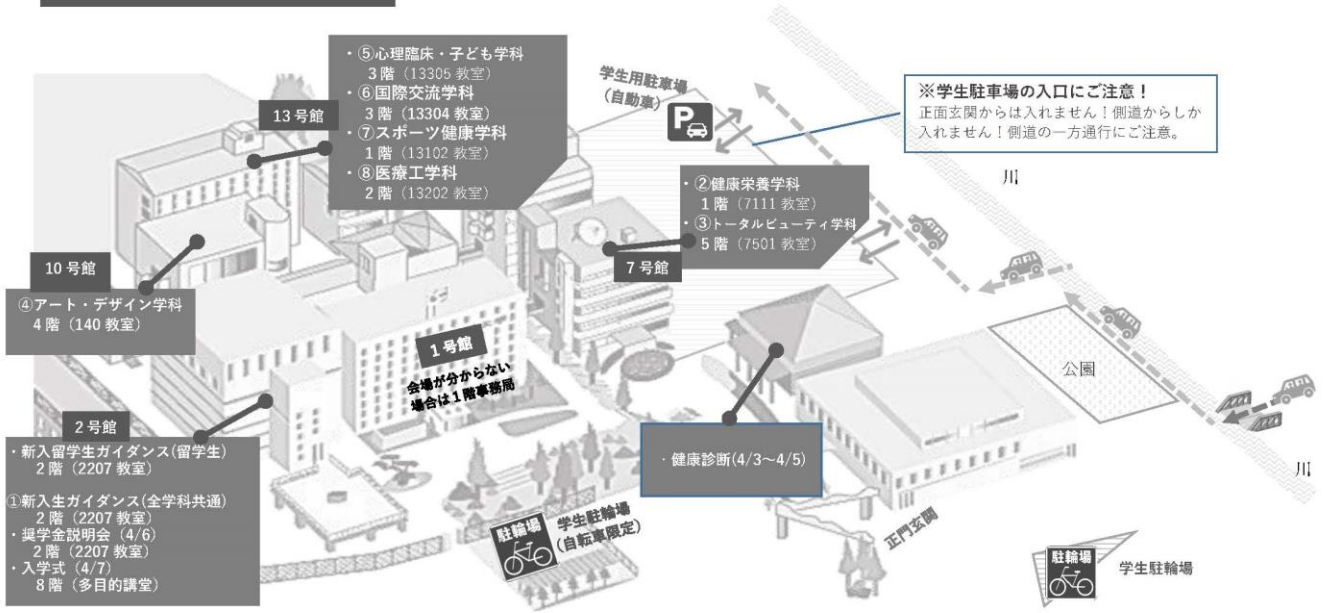 ・⑤心理臨床・子ども学科
3階（13305 教室）
・⑥国際交流学科
3階（13304 教室）
・⑦スポーツ健康学科
1階（13102 教室）
・⑧医療工学科
2階（13202 教室）
13号館
学生用駐車場
（自動車）
P
※学生駐車場の入口にご注意！
正面玄関からは入れません！側道からしか
入れません！側道の一方通行にご注意。
川
・②健康栄養学科
1階（7111 教室）
・③トータルビューティ学科
5階（7501 教室）
7号館
10号館
④アート・デザイン学科
4階（140 教室）
1号館
会場が分からない
場合は1階事務局
公園
2号館
・新入留学生ガイダンス(留学生)
2階（2207 教室）
①新入生ガイダンス(全学科共通)
2階（2207 教室）
・奨学金説明会（4/6）
2階（2207 教室）
・入学式（4/7）
8階（多目的講堂）
・健康診断(4/3～4/5)
川
駐輪場
学生駐輪場
（自転車限定）
正門玄関
駐輪場
学生駐輪場